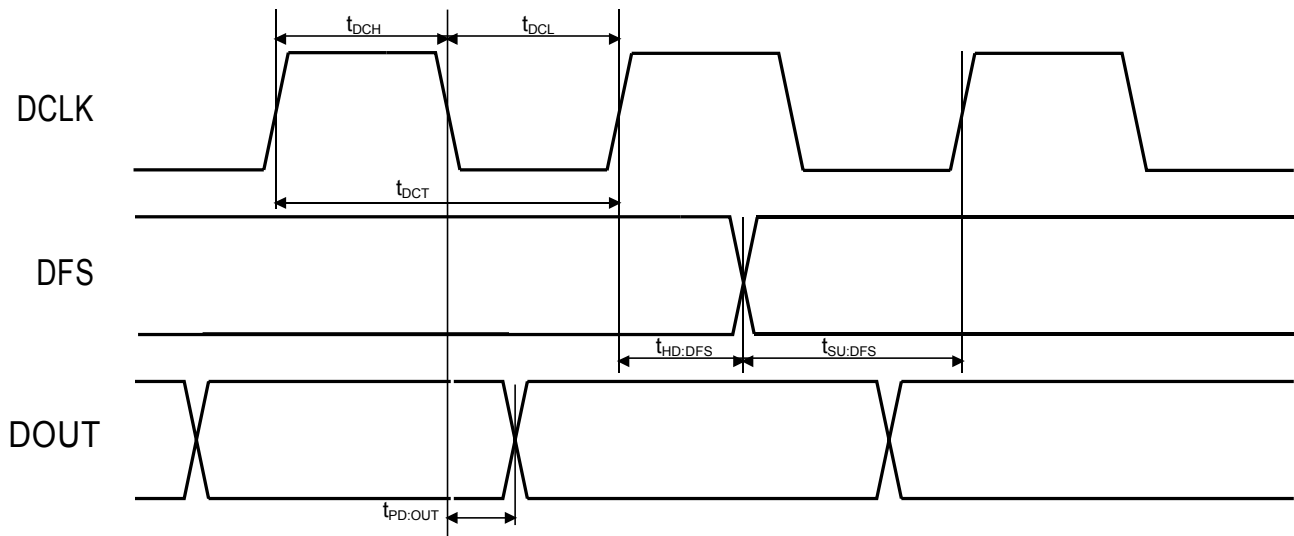 tDCH
tDCL
DCLK
tDCT
DFS
tHD:DFS
tSU:DFS
DOUT
tPD:OUT